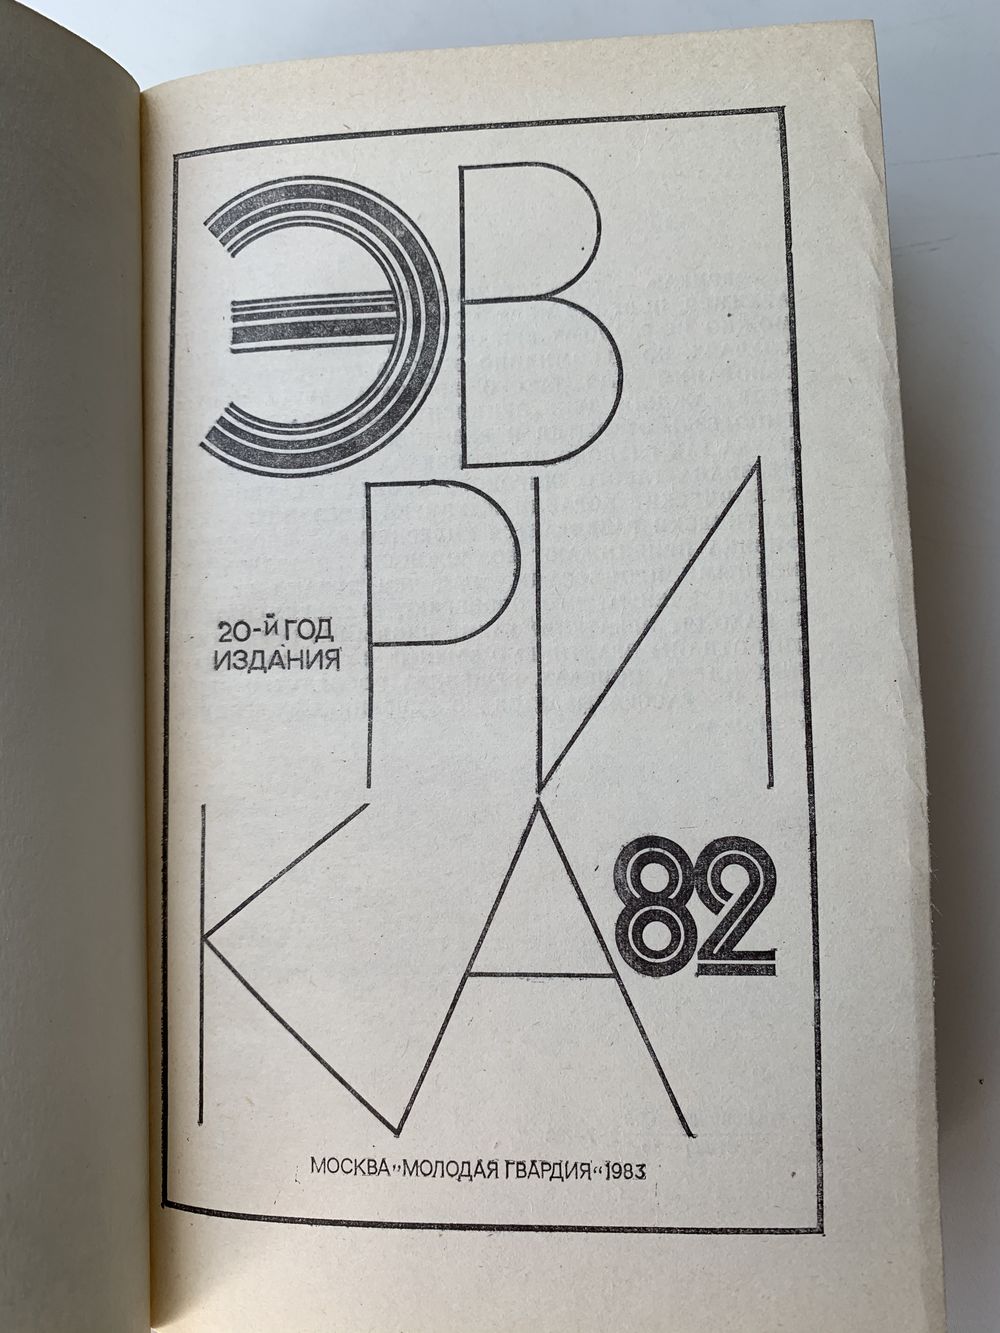 ЭВ
РИ
20-й ГОД
ИЗДАНИЯ
КА 82
МОСКВА „МОЛОДАЯ ГВАРДИЯ“ 1983